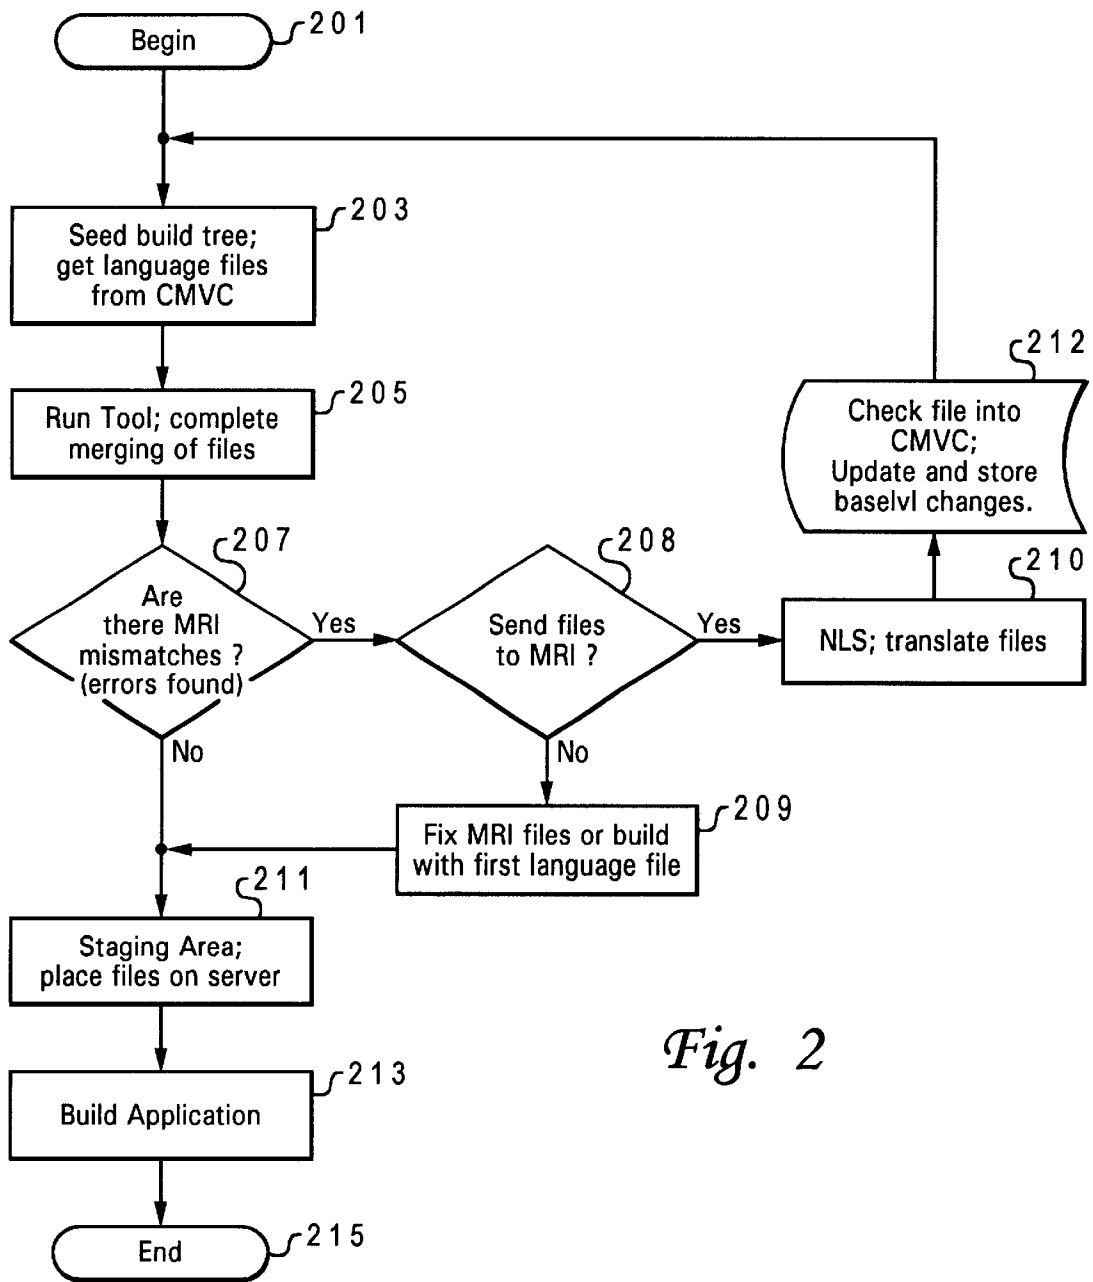 Begin
201
203
Seed build tree;
get language files
from CMVC
205
Run Tool; complete
merging of files
212
Check file into
CMVC;
Update and store
baselvl changes.
207
Are
there MRI
mismatches ?
(errors found)
Yes
No
208
Send files
to MRI ?
Yes
No
210
NLS; translate files
209
Fix MRI files or build
with first language file
211
Staging Area;
place files on server
213
Build Application
End
215
Fig. 2